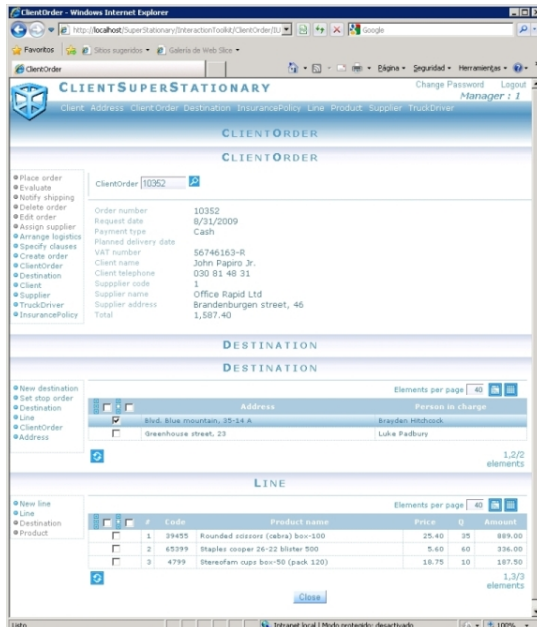 ClientOrder - Windows Internet Explorer
http://localhost/SuperStationary/InteractionToolkit/ClientOrder/IU
Google
Favoritos
Sitios sugeridos
Galería de Web Slice
ClientOrder
Página
Seguridad
Herramientas
CLIENTSUPERSTATIONARY
Change Password
Logout
Manager : 1
Client Address ClientOrder Destination InsurancePolicy Line Product Supplier TruckDriver
CLIENTORDER
CLIENTORDER
Place order
Evaluate
Notify shipping
Delete order
Edit order
Assign supplier
Arrange logistics
Specify clauses
Create order
ClientOrder
Destination
Client
Supplier
TruckDriver
InsurancePolicy
ClientOrder 10352
Order number 10352
Request date 8/31/2009
Payment type Cash
Planned delivery date
VAT number 56746163-R
Client name John Papiro Jr.
Client telephone 030 81 48 31
Suppplier code 1
Supplier name Office Rapid Ltd
Supplier address Brandenburgen street, 46
Total 1,587.40
DESTINATION
DESTINATION
New destination
Set stop order
Destination
Line
ClientOrder
Address
Elements per page 40
Address Person in charge
Blvd. Blue mountain, 35-14 A Brayden Hitchcock
Greenhouse street, 23 Luke Padbury
1,2/2
elements
LINE
New line
Line
Destination
Product
Elements per page 40
# Code Product name Price Q Amount
1 39455 Rounded scissors (cebra) box-100 25.40 35 889.00
2 65399 Staples cooper 26-22 blister 500 5.60 60 336.00
3 4799 Stereofam cups box-50 (pack 120) 18.75 10 187.50
1,3/3
elements
Close
Listo
Intranet local | Modo protegido: desactivado
100%